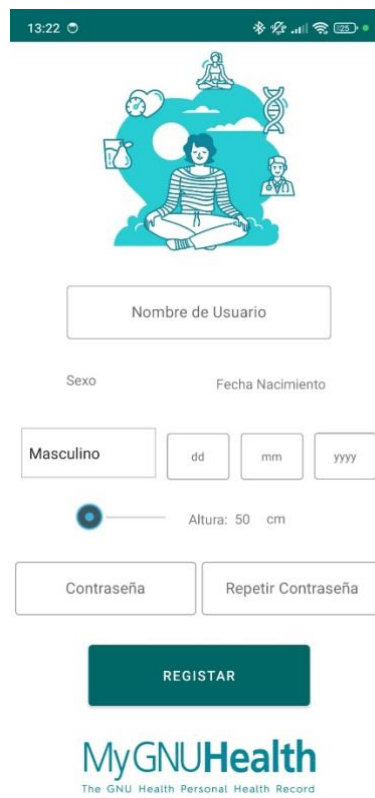 13:22
25
Nombre de Usuario
Sexo
Fecha Nacimiento
Masculino
dd
mm
yyyy
Altura: 50 cm
Contraseña
Repetir Contraseña
REGISTAR
MyGNUHealth
The GNU Health Personal Health Record